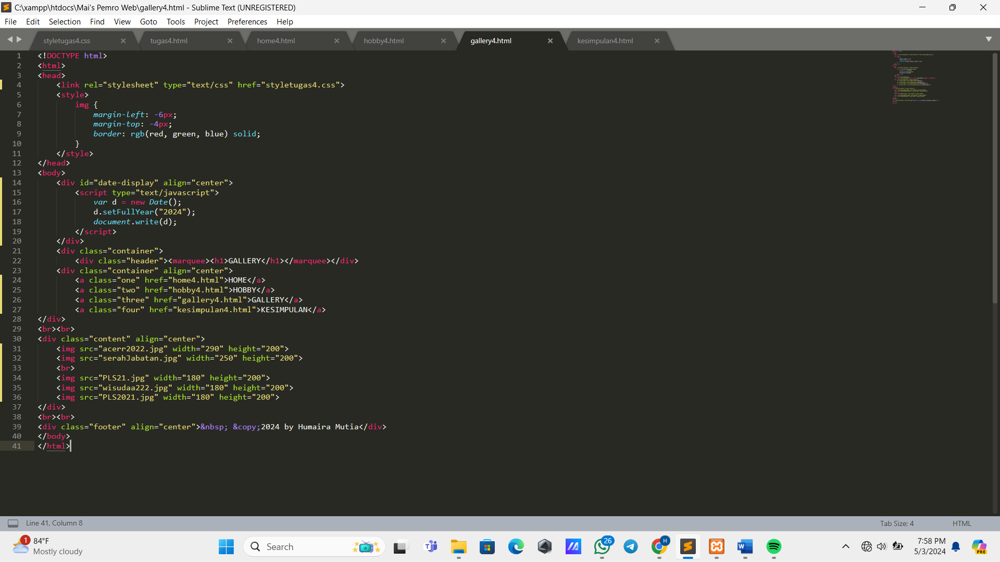 C:\xampp\htdocs\Mai's Pemro Web\gallery4.html - Sublime Text (UNREGISTERED)
File Edit Selection Find View Goto Tools Project Preferences Help
styletugas4.css tugas4.html home4.html hobby4.html gallery4.html kesimpulan4.html
1 <!DOCTYPE html>
2 <html>
3 <head>
4 <link rel="stylesheet" type="text/css" href="styletugas4.css">
5 <style>
6 img {
7 margin-left: -6px;
8 margin-top: -4px;
9 border: rgb(red, green, blue) solid;
10 }
11 </style>
12 </head>
13 <body>
14 <div id="date-display" align="center">
15 <script type="text/javascript">
16 var d = new Date();
17 d.setFullYear("2024");
18 document.write(d);
19 </script>
20 </div>
21 <div class="container">
22 <div class="header"><marquee><h1>GALLERY</h1></marquee></div>
23 <div class="container" align="center">
24 <a class="one" href="home4.html">HOME</a>
25 <a class="two" href="hobby4.html">HOBBY</a>
26 <a class="three" href="gallery4.html">GALLERY</a>
27 <a class="four" href="kesimpulan4.html">KESIMPULAN</a>
28 </div>
29 <br><br>
30 <div class="content" align="center">
31 <img src="acerr2022.jpg" width="290" height="200">
32 <img src="serahJabatan.jpg" width="250" height="200">
33 <br>
34 <img src="PLS21.jpg" width="180" height="200">
35 <img src="wisudaa222.jpg" width="180" height="200">
36 <img src="PLS2021.jpg" width="180" height="200">
37 </div>
38 <br><br>
39 <div class="footer" align="center">&nbsp; &copy;2024 by Humaira Mutia</div>
40 </body>
41 </html>
Line 41, Column 8 Tab Size: 4 HTML
1 84°F
Mostly cloudy
Search
26
H
7:58 PM
5/3/2024
PRE